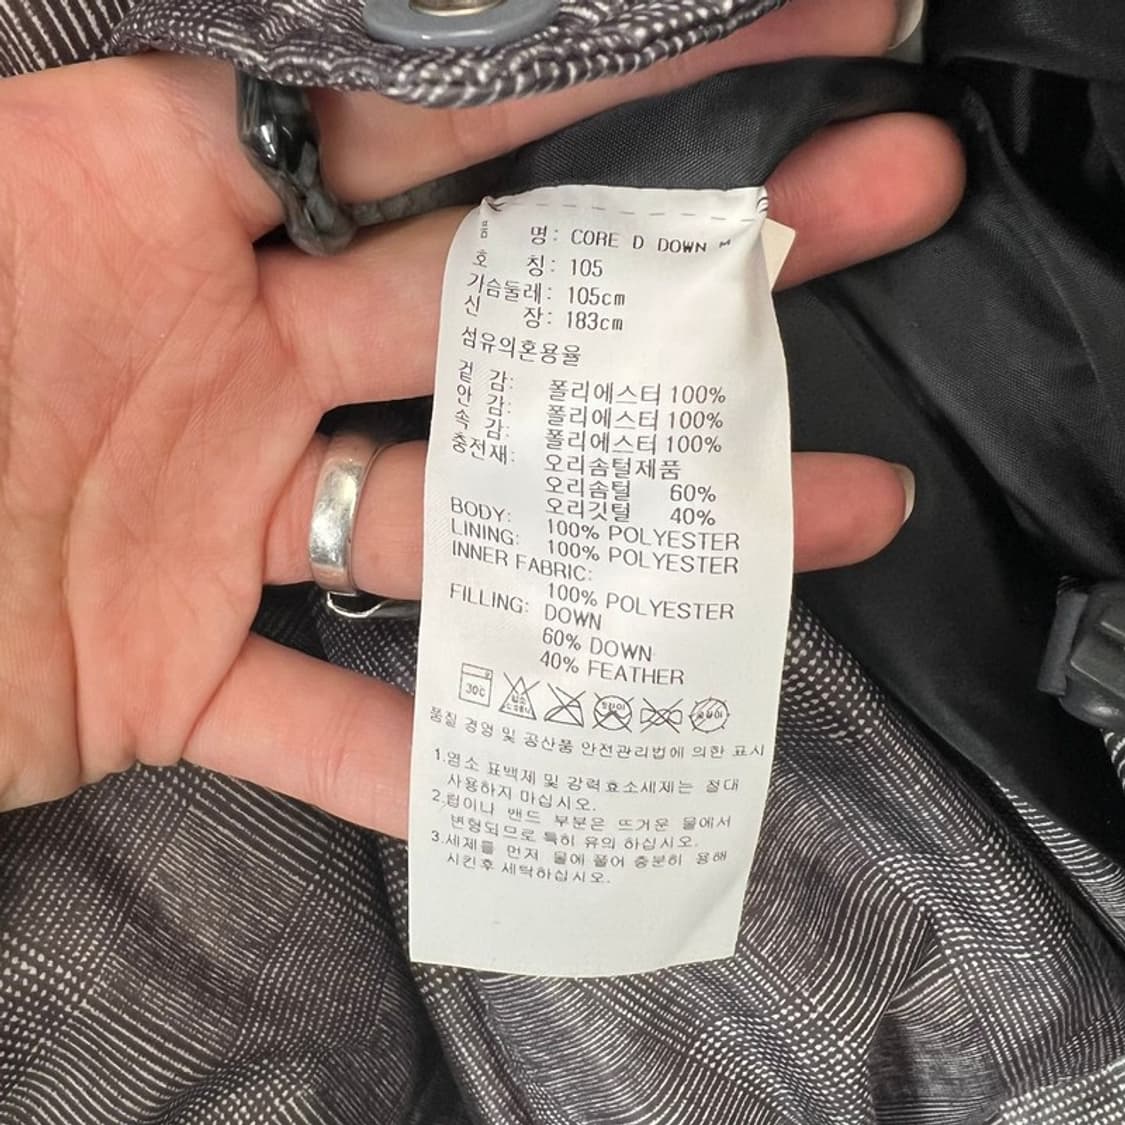 품 명: CORE D DOWN M
호 칭: 105
가슴둘레: 105cm
신 장: 183cm
섬유의혼용율
겉 감: 폴리에스터 100%
안 감: 폴리에스터 100%
속 감: 폴리에스터 100%
충전재: 오리솜털제품
오리솜털 60%
오리깃털 40%
BODY: 100% POLYESTER
LINING: 100% POLYESTER
INNER FABRIC:
100% POLYESTER
FILLING: DOWN
60% DOWN
40% FEATHER
30C
품질 경영 및 공산품 안전관리법에 의한 표시
1.염소 표백제 및 강력효소세제는 절대
사용하지 마십시오.
2.컴이나 밴드 부분은 뜨거운 물에서
변형되므로 특히 유의 하십시오.
3.세제를 먼저 물에 풀어 충분히 용해
시킨후 세탁하십시오.